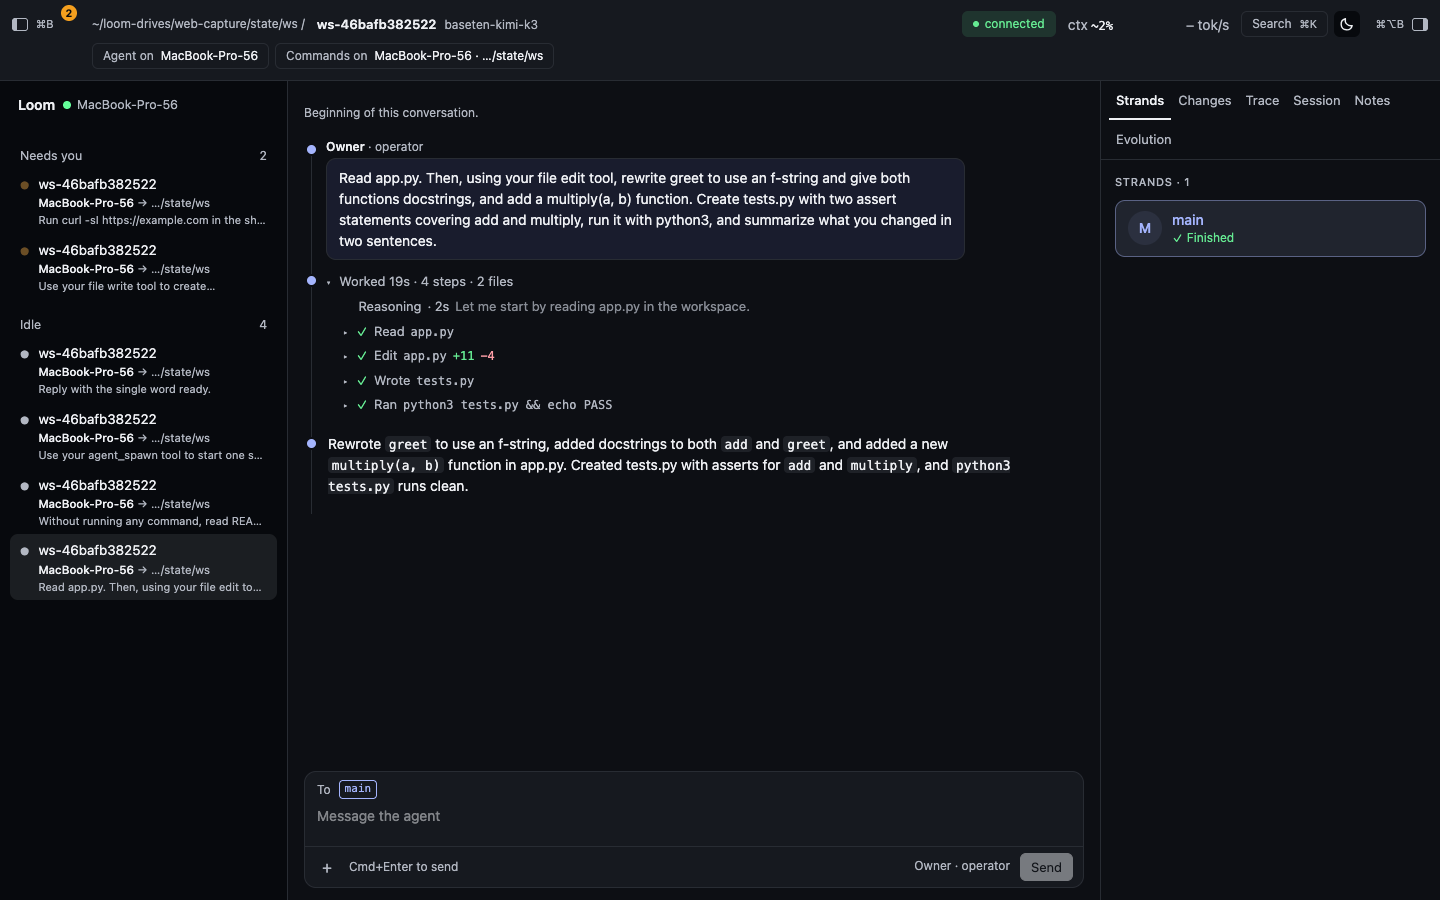 ⌘B
2
~/loom-drives/web-capture/state/ws / ws-46bafb382522 baseten-kimi-k3
connected
ctx ~2%
– tok/s
Search ⌘K
⌘⌥B
Agent on MacBook-Pro-56
Commands on MacBook-Pro-56 · .../state/ws
Loom MacBook-Pro-56
Needs you 2
ws-46bafb382522
MacBook-Pro-56 → .../state/ws
Run curl -sI https://example.com in the sh...
ws-46bafb382522
MacBook-Pro-56 → .../state/ws
Use your file write tool to create...
Idle 4
ws-46bafb382522
MacBook-Pro-56 → .../state/ws
Reply with the single word ready.
ws-46bafb382522
MacBook-Pro-56 → .../state/ws
Use your agent_spawn tool to start one s...
ws-46bafb382522
MacBook-Pro-56 → .../state/ws
Without running any command, read REA...
ws-46bafb382522
MacBook-Pro-56 → .../state/ws
Read app.py. Then, using your file edit to...
Beginning of this conversation.
Owner · operator
Read app.py. Then, using your file edit tool, rewrite greet to use an f-string and give both
functions docstrings, and add a multiply(a, b) function. Create tests.py with two assert
statements covering add and multiply, run it with python3, and summarize what you changed in
two sentences.
Worked 19s · 4 steps · 2 files
Reasoning · 2s Let me start by reading app.py in the workspace.
✓ Read app.py
✓ Edit app.py +11 −4
✓ Wrote tests.py
✓ Ran python3 tests.py && echo PASS
Rewrote greet to use an f-string, added docstrings to both add and greet, and added a new
multiply(a, b) function in app.py. Created tests.py with asserts for add and multiply, and python3
tests.py runs clean.
To main
Message the agent
+ Cmd+Enter to send
Owner · operator
Send
Strands Changes Trace Session Notes
Evolution
STRANDS · 1
M
main
✓ Finished